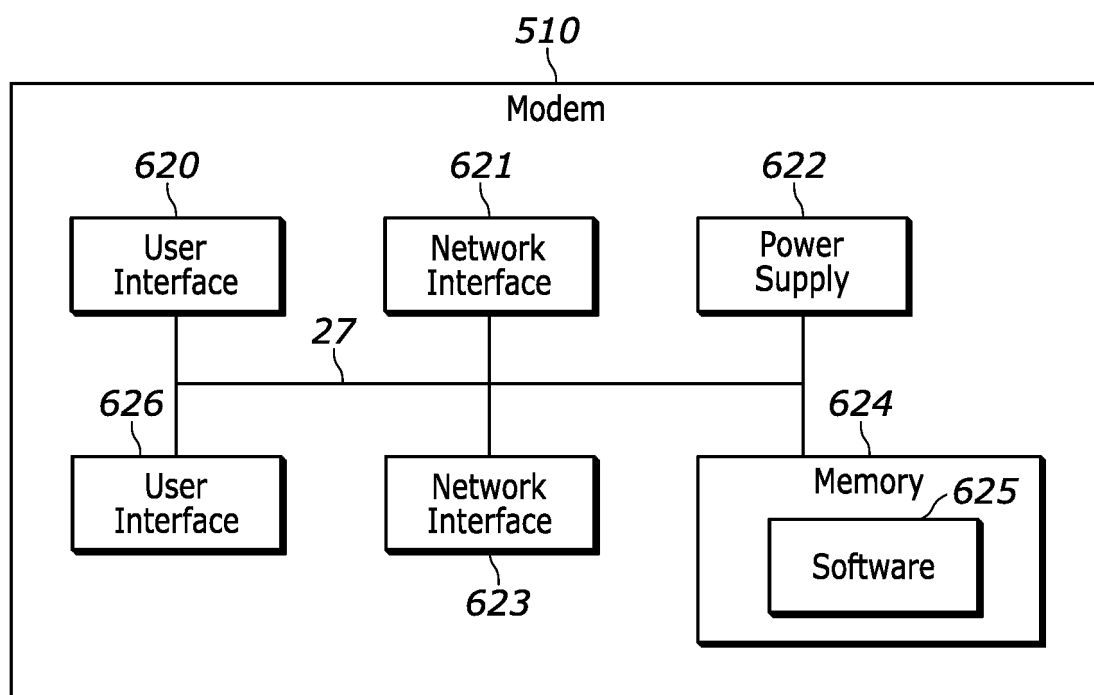 510
Modem
620
621
622
User
Interface
Network
Interface
Power
Supply
27
626
624
User
Interface
Network
Interface
Memory
625
Software
623